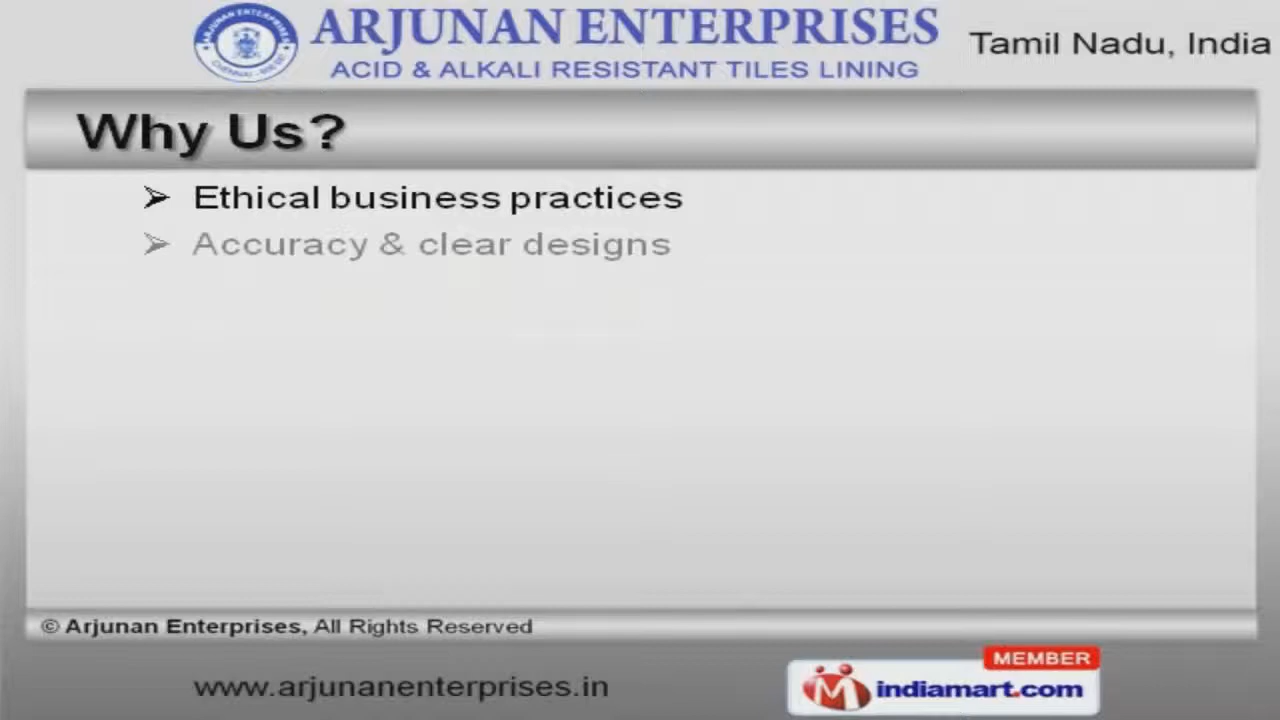 ARJUNAN ENTERPRISES
ACID & ALKALI RESISTANT TILES LINING
Tamil Nadu, India
Why Us?
➢ Ethical business practices
➢ Accuracy & clear designs
© Arjunan Enterprises, All Rights Reserved
www.arjunanenterprises.in
MEMBER
indiamart.com